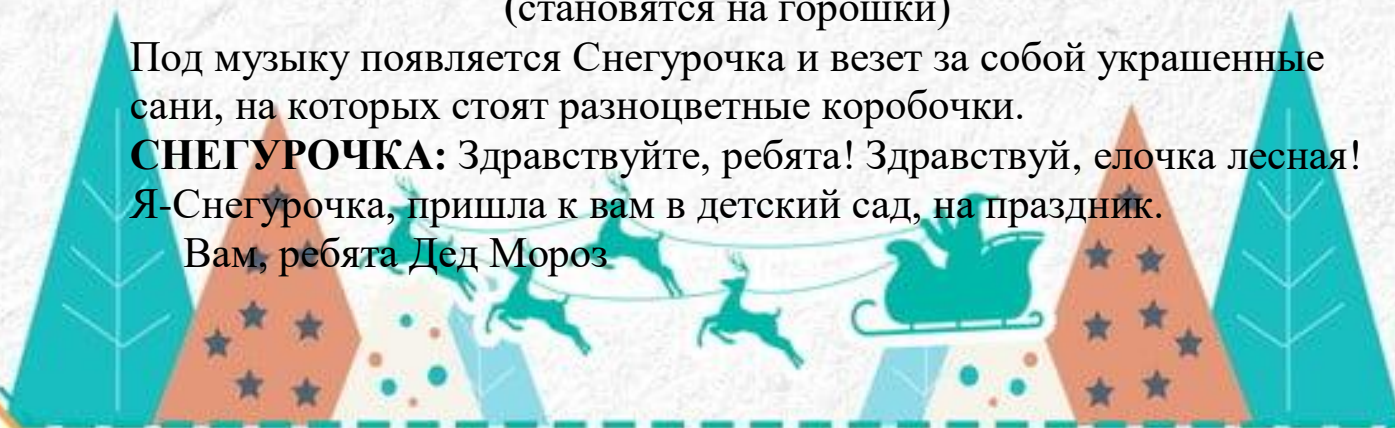 (становятся на горошки)
Под музыку появляется Снегурочка и везет за собой украшенные
сани, на которых стоят разноцветные коробочки.
СНЕГУРОЧКА: Здравствуйте, ребята! Здравствуй, елочка лесная!
Я-Снегурочка, пришла к вам в детский сад, на праздник.
Вам, ребята Дед Мороз